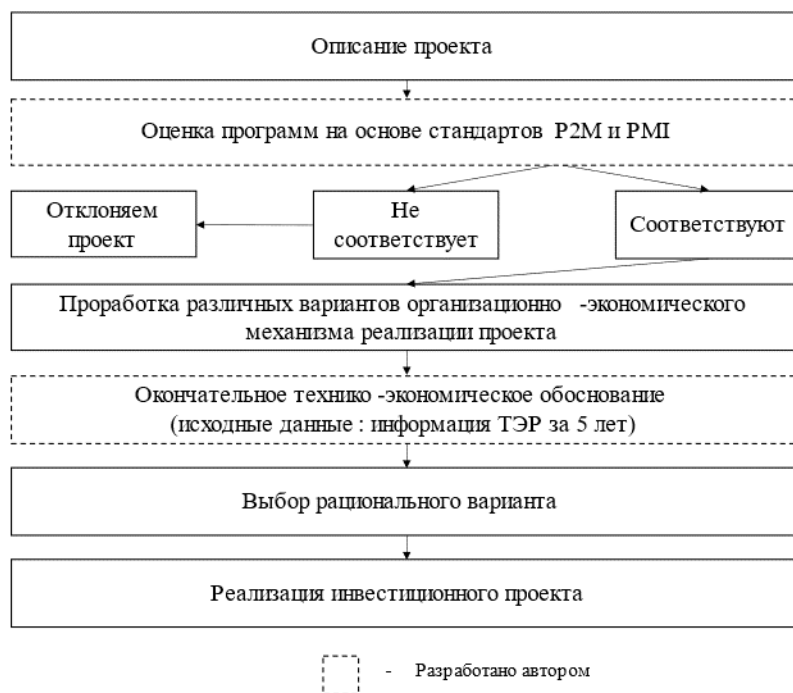 Описание проекта
Оценка программ на основе стандартов P2M и PMI
Отклоняем
проект
Не
соответствует
Соответствуют
Проработка различных вариантов организационно -экономического
механизма реализации проекта
Окончательное технико -экономическое обоснование
(исходные данные : информация ТЭР за 5 лет)
Выбор рационального варианта
Реализация инвестиционного проекта
- Разработано автором